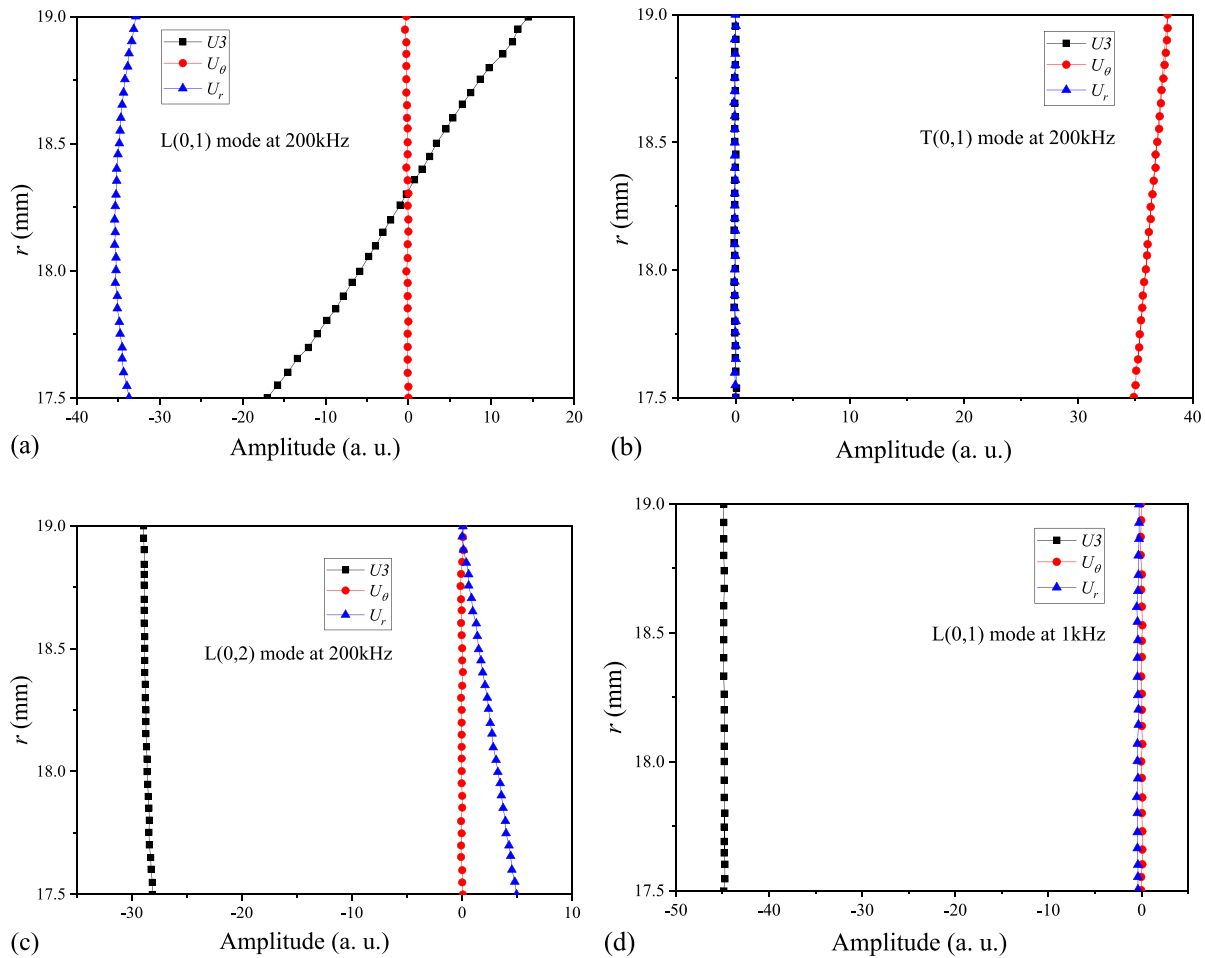 19.0
18.5
18.0
17.5
r (mm)
U3
Uθ
Ur
L(0,1) mode at 200kHz
-40 -30 -20 -10 0 10 20
Amplitude (a. u.)
(a)
19.0
18.5
18.0
17.5
r (mm)
U3
Uθ
Ur
T(0,1) mode at 200kHz
0 10 20 30 40
Amplitude (a. u.)
(b)
19.0
18.5
18.0
17.5
r (mm)
U3
Uθ
Ur
L(0,2) mode at 200kHz
-30 -20 -10 0 10
Amplitude (a. u.)
(c)
19.0
18.5
18.0
17.5
r (mm)
U3
Uθ
Ur
L(0,1) mode at 1kHz
-50 -40 -30 -20 -10 0
Amplitude (a. u.)
(d)